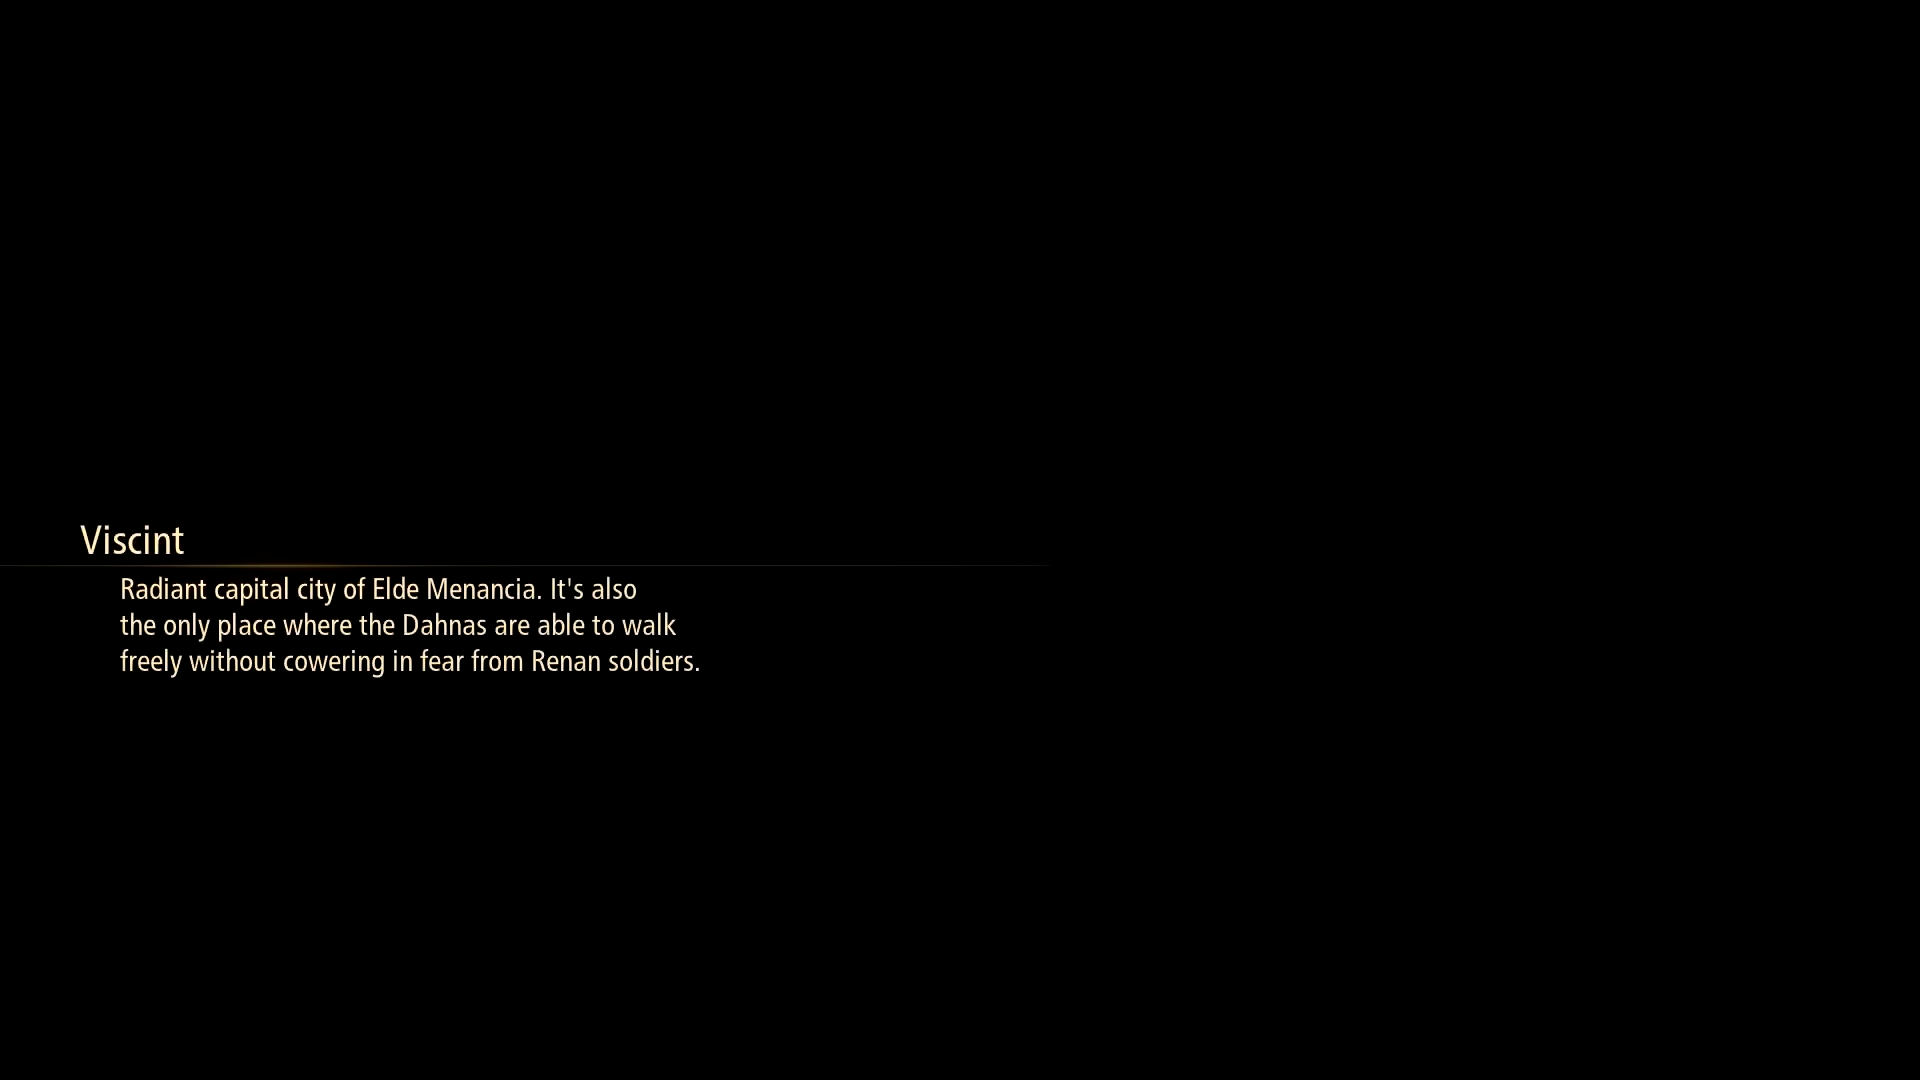 Viscint
Radiant capital city of Elde Menancia. It's also
the only place where the Dahnas are able to walk
freely without cowering in fear from Renan soldiers.